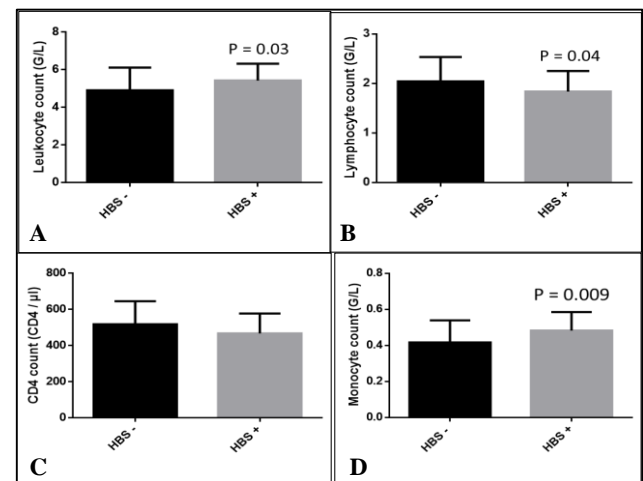 Leukocyte count (G/L)
8
6
4
2
0
P = 0.03
HBS -
HBS +
A
Lymphocyte count (G/L)
3
2
1
0
P = 0.04
HBS -
HBS +
B
CD4 count (CD4 / µl)
800
600
400
200
0
HBS -
HBS +
C
Monocyte count (G/L)
0.8
0.6
0.4
0.2
0.0
P = 0.009
HBS -
HBS +
D